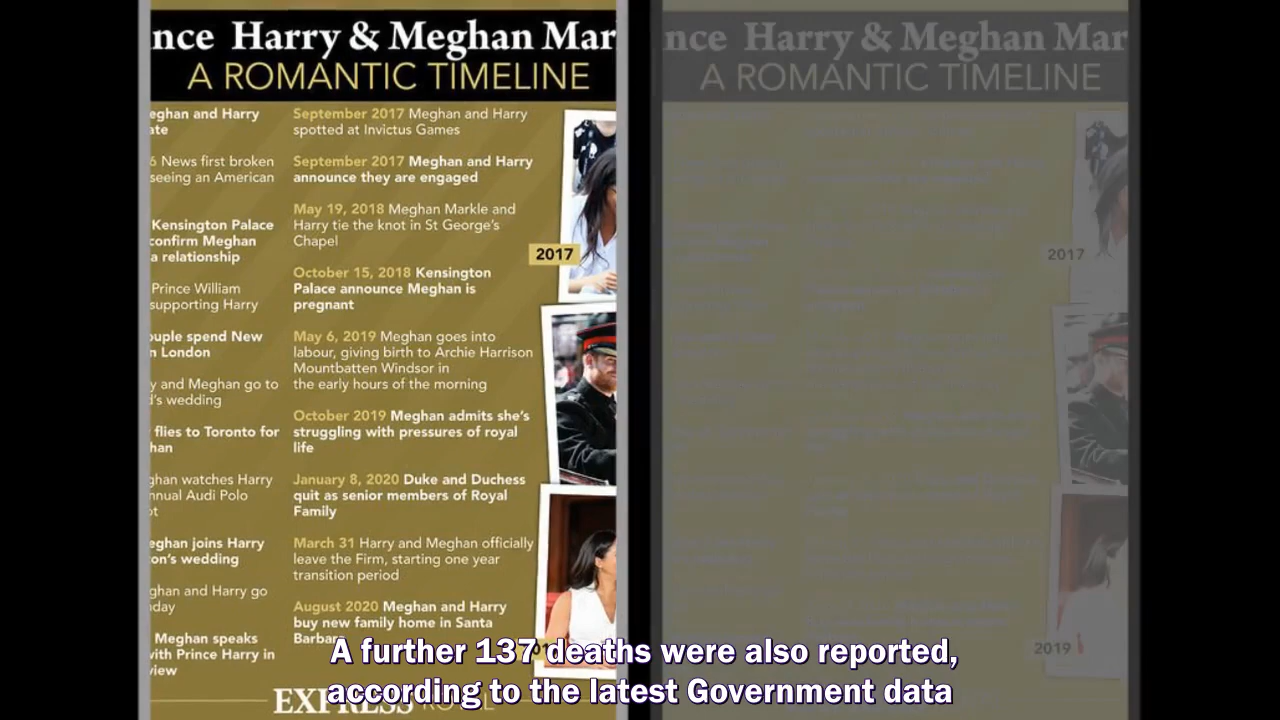 nce Harry & Meghan Mar
A ROMANTIC TIMELINE
eghan and Harry
ate
6 News first broken
seeing an American
Kensington Palace
confirm Meghan
a relationship
Prince William
supporting Harry
ouple spend New
n London
y and Meghan go to
d's wedding
flies to Toronto for
han
ghan watches Harry
nnual Audi Polo
ot
eghan joins Harry
on's wedding
ghan and Harry go
day
Meghan speaks
with Prince Harry in
view
September 2017 Meghan and Harry
spotted at Invictus Games
September 2017 Meghan and Harry
announce they are engaged
May 19, 2018 Meghan Markle and
Harry tie the knot in St George's
Chapel
October 15, 2018 Kensington
Palace announce Meghan is
pregnant
May 6, 2019 Meghan goes into
labour, giving birth to Archie Harrison
Mountbatten Windsor in
the early hours of the morning
October 2019 Meghan admits she's
struggling with pressures of royal
life
January 8, 2020 Duke and Duchess
quit as senior members of Royal
Family
March 31 Harry and Meghan officially
leave the Firm, starting one year
transition period
August 2020 Meghan and Harry
buy new family home in Santa
Barbara
2017
EXPRESS ROYAL
nce Harry & Meghan Mar
A ROMANTIC TIMELINE
2017
2019
A further 137 deaths were also reported,
according to the latest Government data